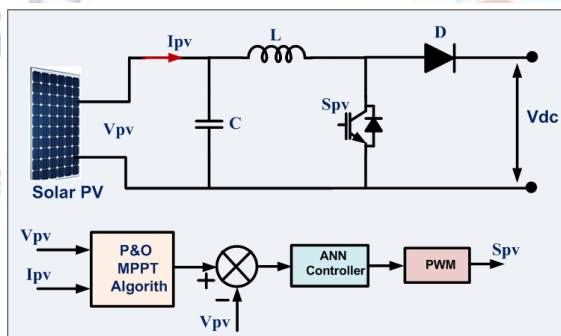 Ipv
L
D
Vpv
C
Spv
Vdc
Solar PV
Vpv
Ipv
P&O
MPPT
Algorith
+
−
Vpv
ANN
Controller
PWM
Spv